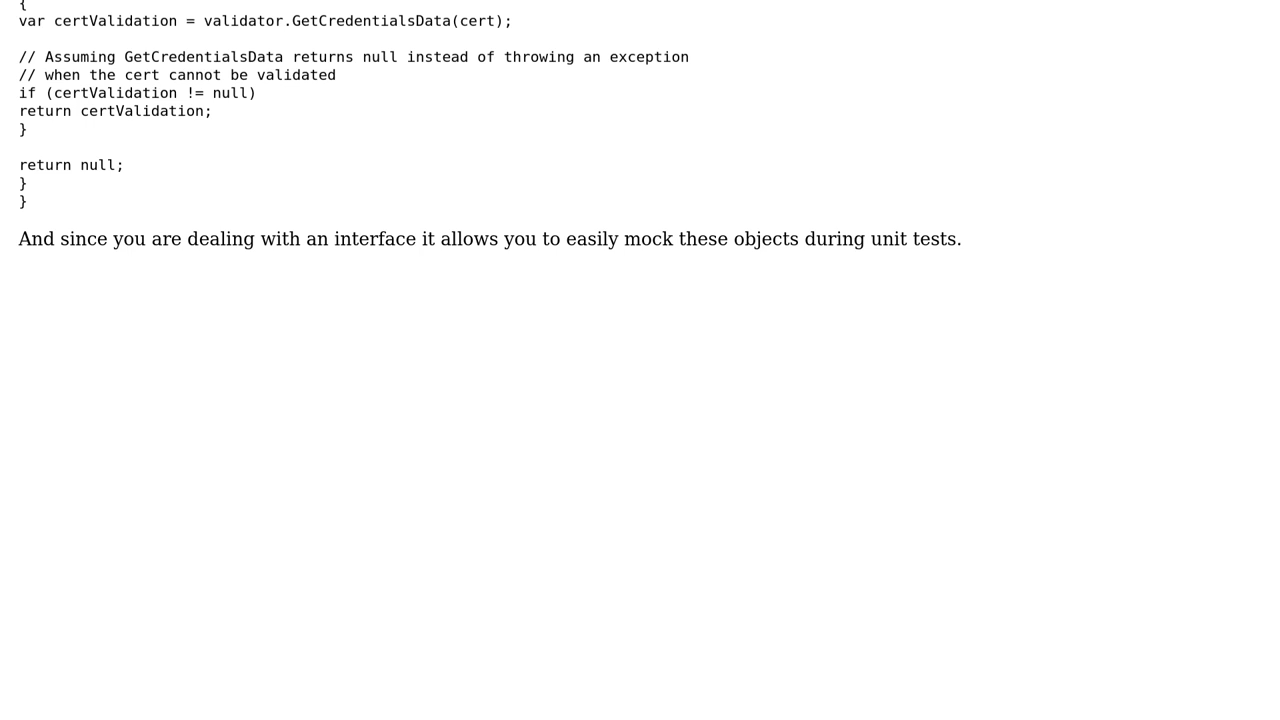 {
var certValidation = validator.GetCredentialsData(cert);
// Assuming GetCredentialsData returns null instead of throwing an exception
// when the cert cannot be validated
if (certValidation != null)
return certValidation;
}
return null;
}
}
And since you are dealing with an interface it allows you to easily mock these objects during unit tests.